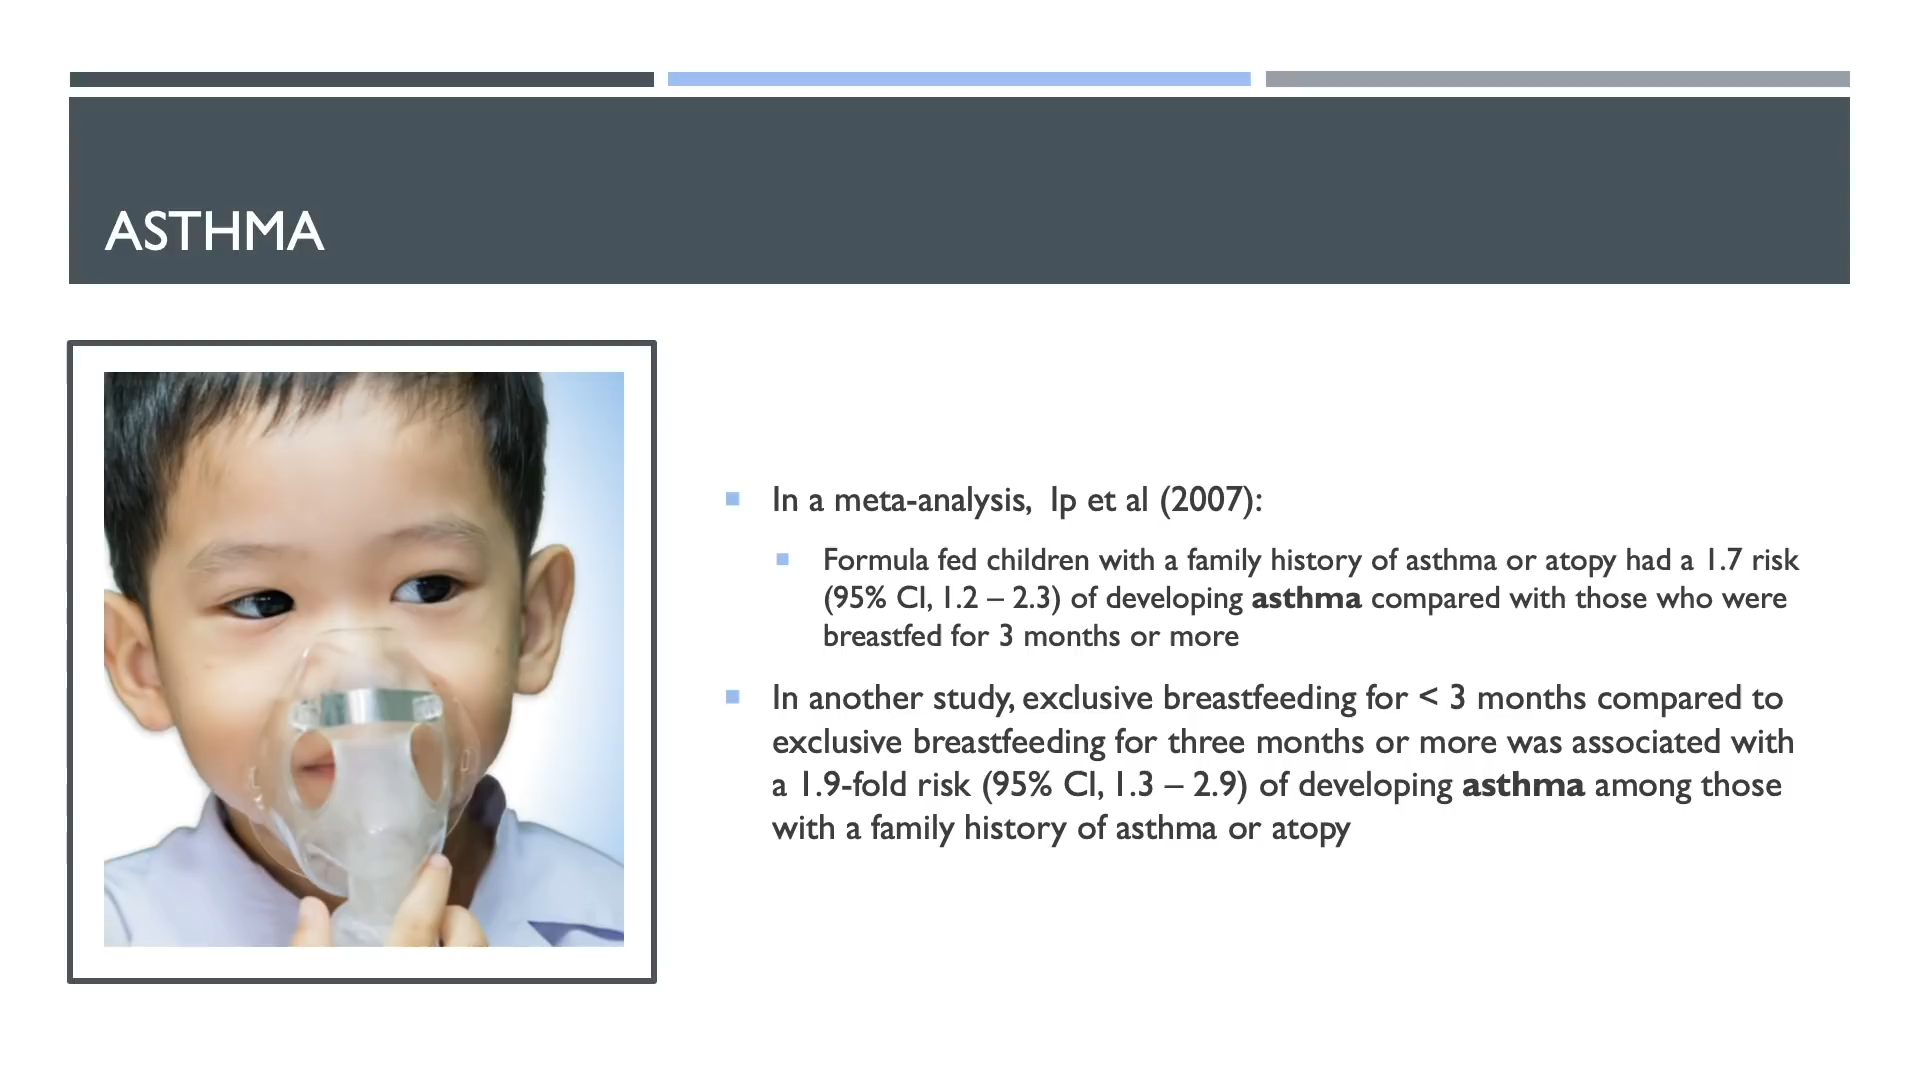 ASTHMA
In a meta-analysis, Ip et al (2007):
Formula fed children with a family history of asthma or atopy had a 1.7 risk
(95% CI, 1.2 – 2.3) of developing asthma compared with those who were
breastfed for 3 months or more
In another study, exclusive breastfeeding for < 3 months compared to
exclusive breastfeeding for three months or more was associated with
a 1.9-fold risk (95% CI, 1.3 – 2.9) of developing asthma among those
with a family history of asthma or atopy